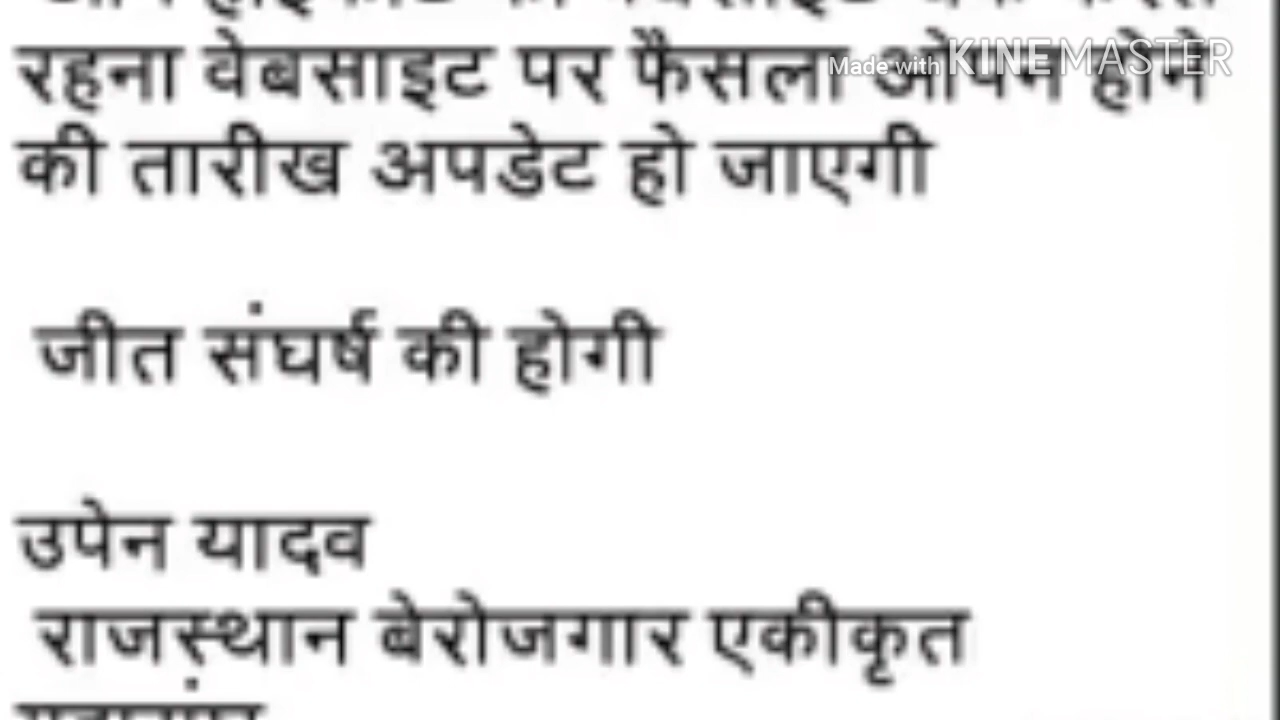 रहना वेबसाइट पर फैसला ओपन होने
Made with KINEMASTER
की तारीख अपडेट हो जाएगी
जीत संघर्ष की होगी
उपेन यादव
राजस्थान बेरोजगार एकीकृत